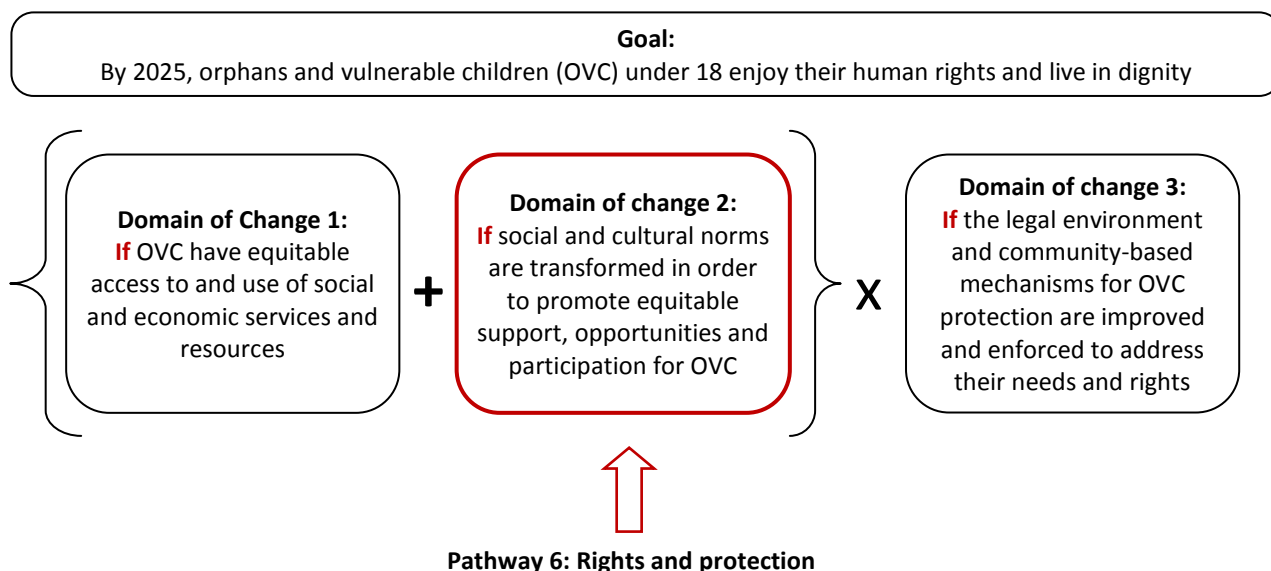 Goal:
By 2025, orphans and vulnerable children (OVC) under 18 enjoy their human rights and live in dignity
Domain of Change 1:
If OVC have equitable
access to and use of social
and economic services and
resources
+
Domain of change 2:
If social and cultural norms
are transformed in order
to promote equitable
support, opportunities and
participation for OVC
x
Domain of change 3:
If the legal environment
and community-based
mechanisms for OVC
protection are improved
and enforced to address
their needs and rights
Pathway 6: Rights and protection